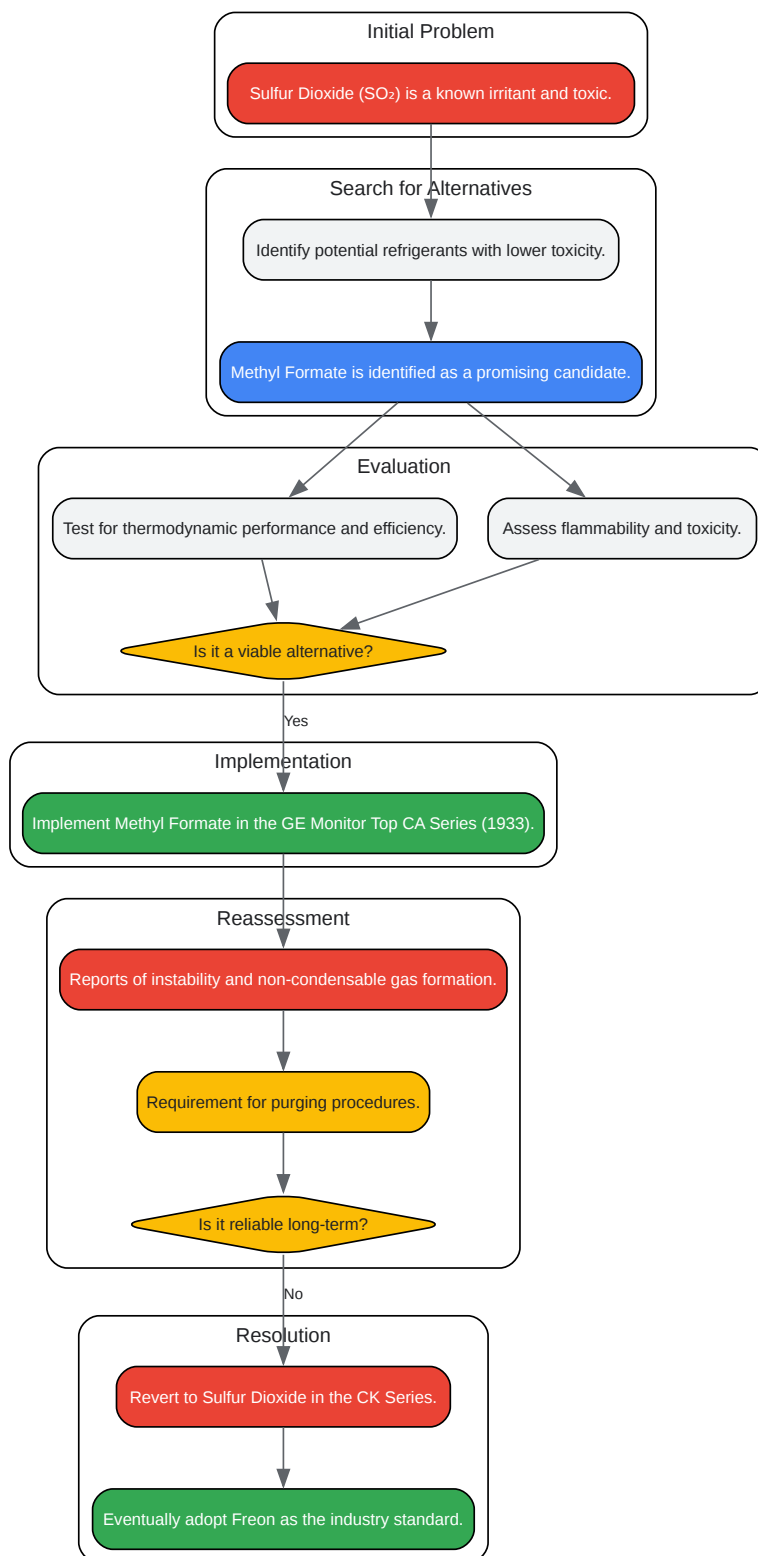 Initial Problem
Sulfur Dioxide (SO₂) is a known irritant and toxic.
Search for Alternatives
Identify potential refrigerants with lower toxicity.
Methyl Formate is identified as a promising candidate.
Evaluation
Test for thermodynamic performance and efficiency.
Assess flammability and toxicity.
Is it a viable alternative?
Yes
Implementation
Implement Methyl Formate in the GE Monitor Top CA Series (1933).
Reassessment
Reports of instability and non-condensable gas formation.
Requirement for purging procedures.
Is it reliable long-term?
No
Resolution
Revert to Sulfur Dioxide in the CK Series.
Eventually adopt Freon as the industry standard.